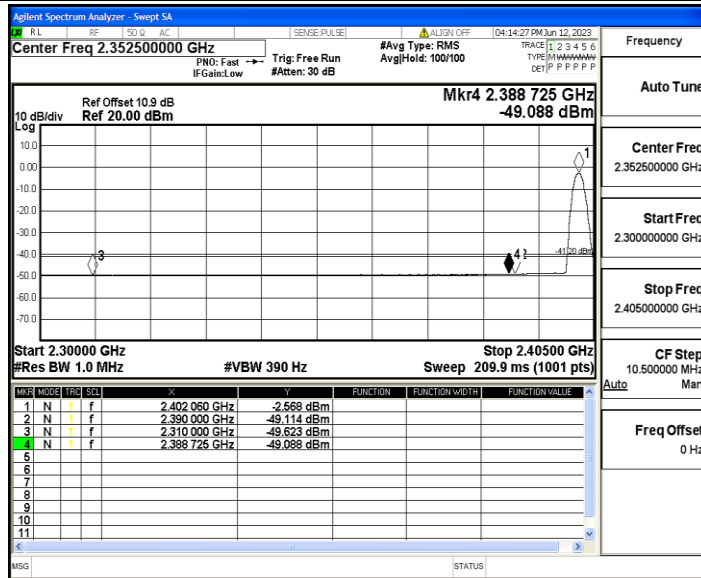 Agilent Spectrum Analyzer - Swept SA
RL RF 50 Ω AC SENSE:PULSE ALIGN OFF 04:14:27 PM Jun 12, 2023
Center Freq 2.352500000 GHz
PNO: Fast
IFGain:Low
Trig: Free Run
#Atten: 30 dB
#Avg Type: RMS
Avg|Hold: 100/100
TRACE 1 2 3 4 5 6
TYPE MWWWWW
DET P P P P P P
Ref Offset 10.9 dB
10 dB/div Ref 20.00 dBm
Log
Mkr4 2.388 725 GHz
-49.088 dBm
10.0
0.00
-10.0
-20.0
-30.0
-40.0
-50.0
-60.0
-70.0
1
3
4 2
-41.20 dBm
Start 2.30000 GHz Stop 2.40500 GHz
#Res BW 1.0 MHz #VBW 390 Hz Sweep 209.9 ms (1001 pts)
MKR MODE TRC SCL X Y FUNCTION FUNCTION WIDTH FUNCTION VALUE
1 N 1 f 2.402 060 GHz -2.568 dBm
2 N 1 f 2.390 000 GHz -49.114 dBm
3 N 1 f 2.310 000 GHz -49.623 dBm
4 N 1 f 2.388 725 GHz -49.088 dBm
5
6
7
8
9
10
11
MSG STATUS
Frequency
Auto Tune
Center Freq
2.352500000 GHz
Start Freq
2.300000000 GHz
Stop Freq
2.405000000 GHz
CF Step
10.500000 MHz
Auto Man
Freq Offset
0 Hz